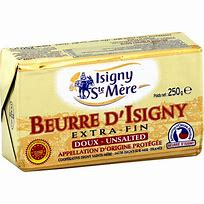 Isigny
Ste Mère
Poids net: 250g e
BEURRE D'ISIGNY
EXTRA-FIN
DOUX - UNSALTED
APPELLATION D'ORIGINE PROTÉGÉE